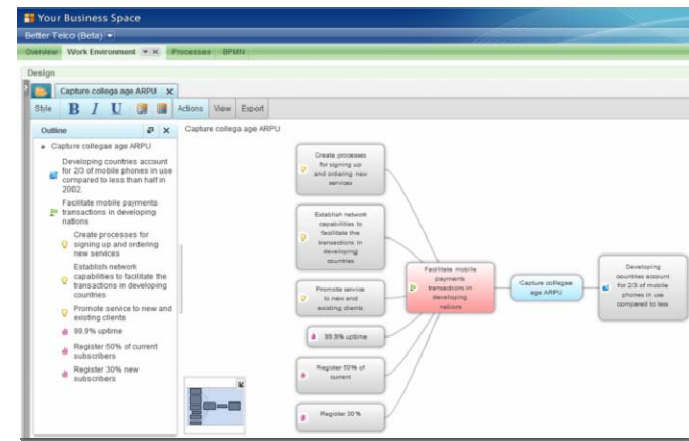 Your Business Space
Better Telco (Beta)
Overview Work Environment Processes BPMN
Design
Capture collega age ARPU
Style B I U Actions View Export
Outline
Capture collegae age ARPU
Developing countries account
for 2/3 of mobile phones in use
compared to less than half in
2002.
Facilitate mobile payments
transactions in developing
nations
Create processes for
signing up and ordering
new services
Establish network
capabilities to facilitate the
transactions in developing
countries
Promote service to new and
existing clients
99.9% uptime
Register 50% of current
subscribers
Register 30% new
subscribers
Capture collega age ARPU
Create processes
for signing up
and ordering new
services
Establish network
capabilities to
facilitate the
transactions in
developing
countries
Promote service
to new and
existing clients
99.9% uptime
Register 50% of
current
Register 30%
Facilitate mobile
payments
transactions in
developing
nations
Capture collegae
age ARPU
Developing
countries account
for 2/3 of mobile
phones in use
compared to less